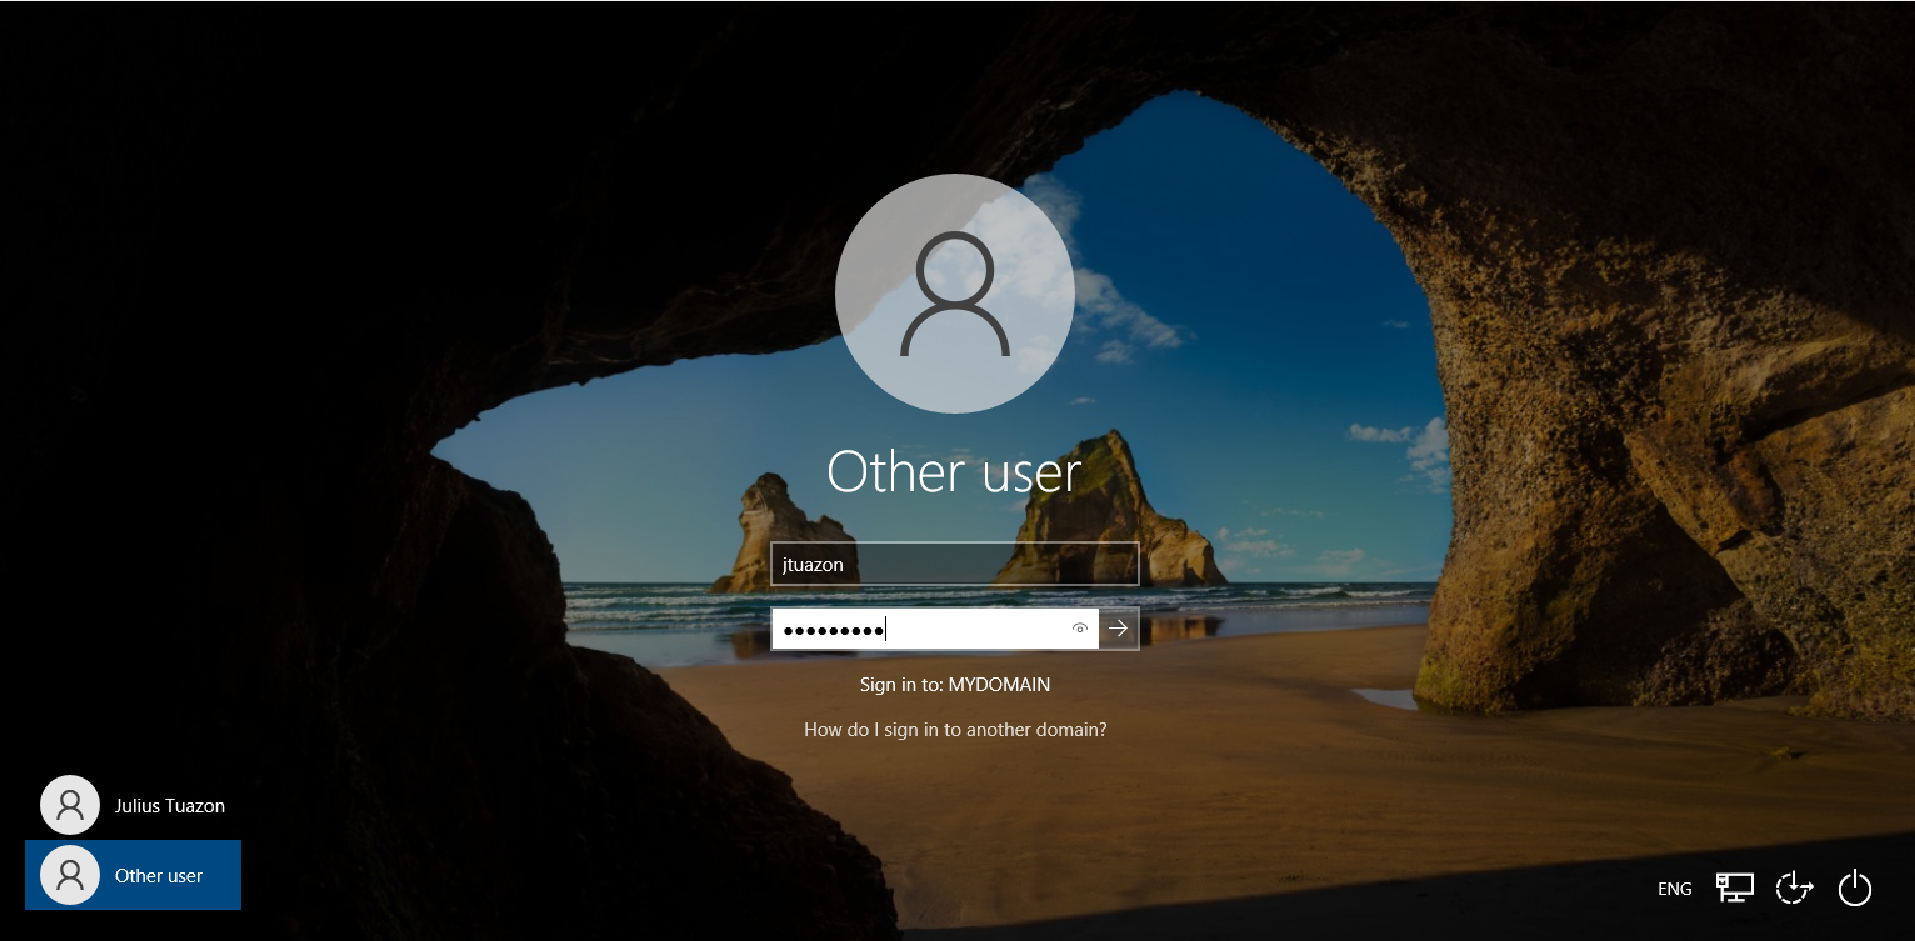 Other user
jtuazon
●●●●●●●●●
Sign in to: MYDOMAIN
How do I sign in to another domain?
Julius Tuazon
Other user
ENG